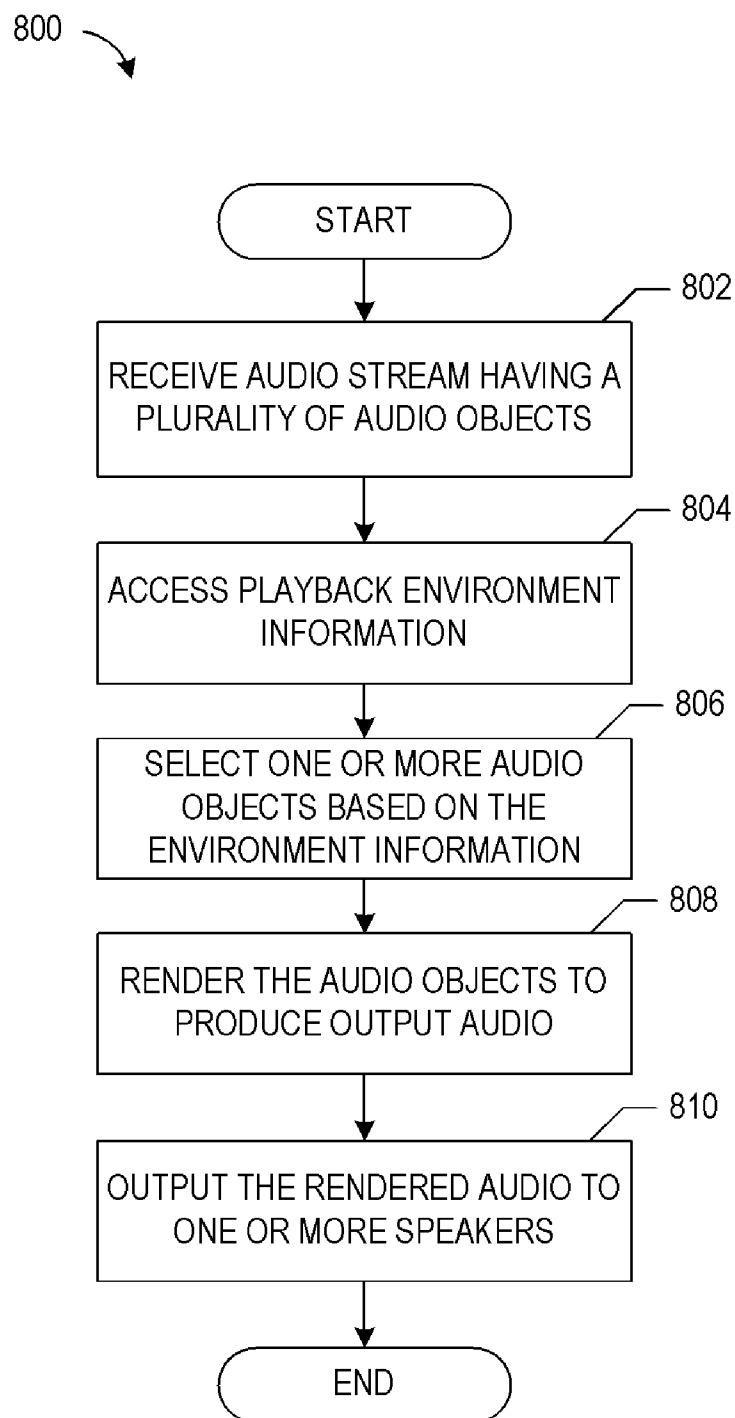 800
START
802
RECEIVE AUDIO STREAM HAVING A
PLURALITY OF AUDIO OBJECTS
804
ACCESS PLAYBACK ENVIRONMENT
INFORMATION
806
SELECT ONE OR MORE AUDIO
OBJECTS BASED ON THE
ENVIRONMENT INFORMATION
808
RENDER THE AUDIO OBJECTS TO
PRODUCE OUTPUT AUDIO
810
OUTPUT THE RENDERED AUDIO TO
ONE OR MORE SPEAKERS
END